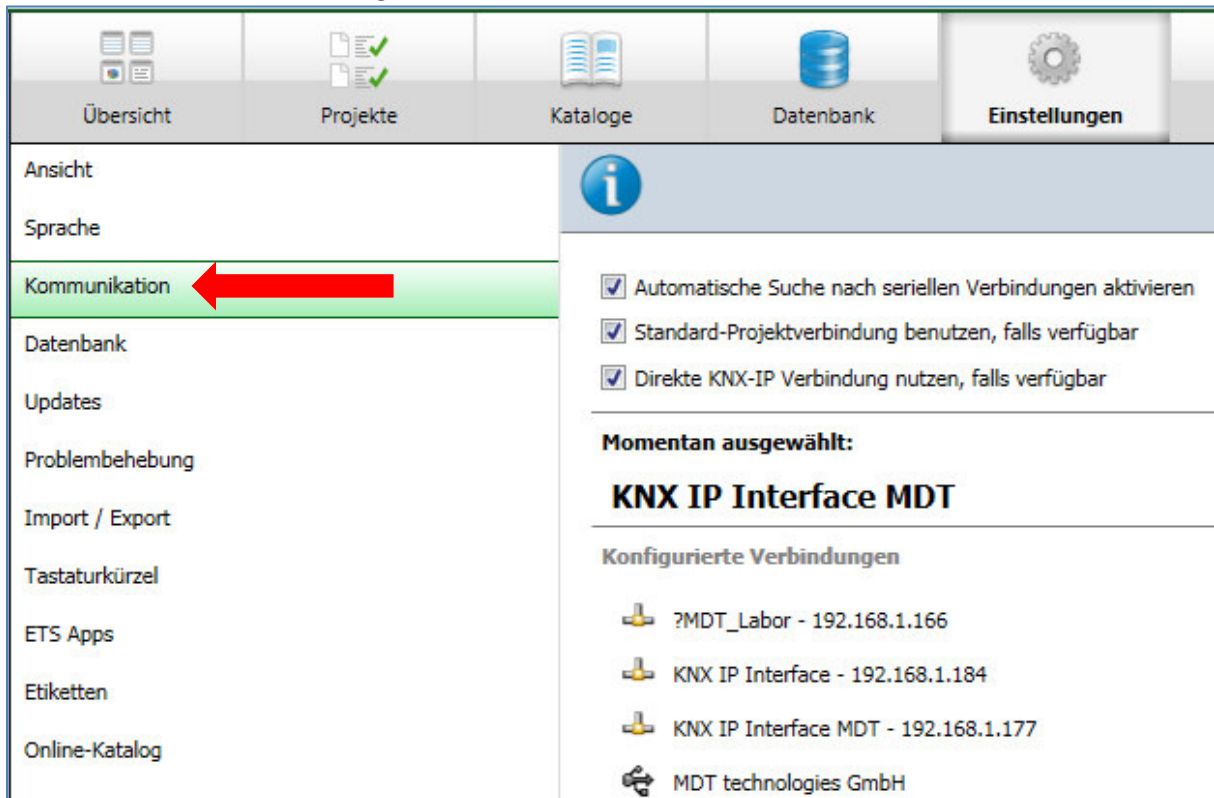 Übersicht
Projekte
Kataloge
Datenbank
Einstellungen
Ansicht
Sprache
Kommunikation
Datenbank
Updates
Problembehebung
Import / Export
Tastaturkürzel
ETS Apps
Etiketten
Online-Katalog
Automatische Suche nach seriellen Verbindungen aktivieren
Standard-Projektverbindung benutzen, falls verfügbar
Direkte KNX-IP Verbindung nutzen, falls verfügbar
Momentan ausgewählt:
KNX IP Interface MDT
Konfigurierte Verbindungen
?MDT_Labor - 192.168.1.166
KNX IP Interface - 192.168.1.184
KNX IP Interface MDT - 192.168.1.177
MDT technologies GmbH